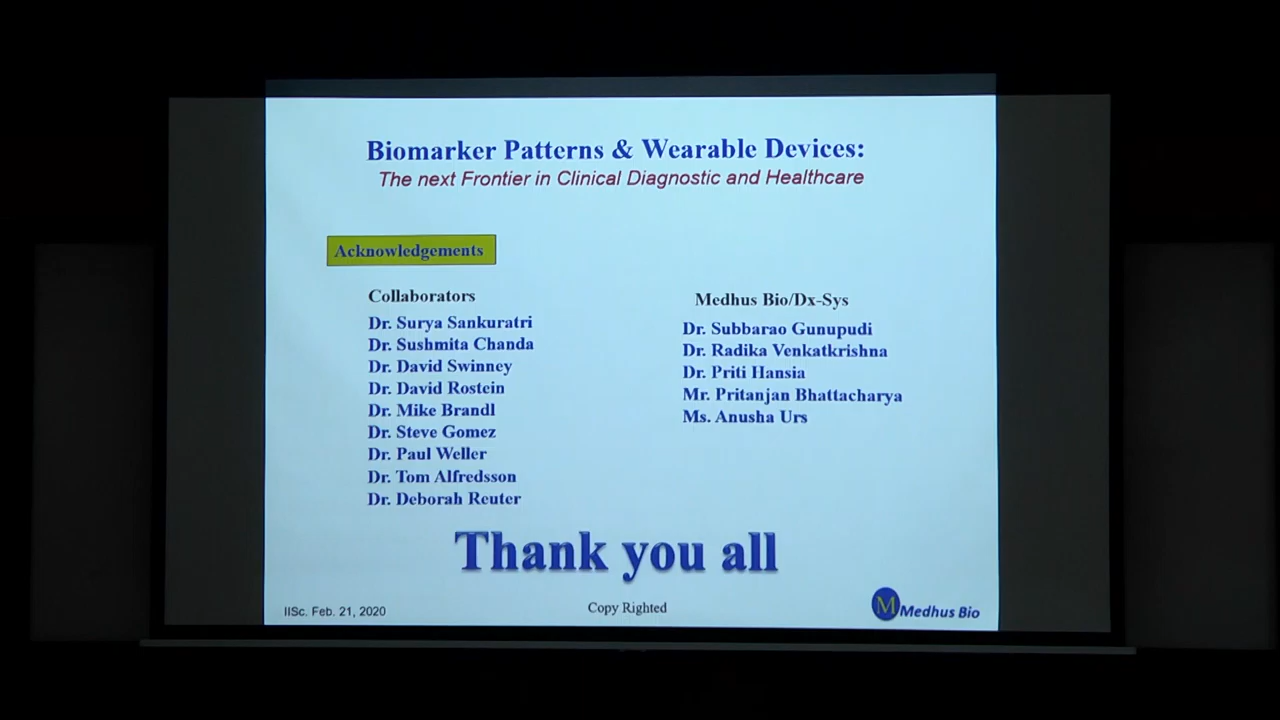 Biomarker Patterns & Wearable Devices:
The next Frontier in Clinical Diagnostic and Healthcare
Acknowledgements
Collaborators
Dr. Surya Sankuratri
Dr. Sushmita Chanda
Dr. David Swinney
Dr. David Rostein
Dr. Mike Brandl
Dr. Steve Gomez
Dr. Paul Weller
Dr. Tom Alfredsson
Dr. Deborah Reuter
Medhus Bio/Dx-Sys
Dr. Subbarao Gunupudi
Dr. Radika Venkatkrishna
Dr. Priti Hansia
Mr. Pritanjan Bhattacharya
Ms. Anusha Urs
Thank you all
IISc. Feb. 21, 2020
Copy Righted
M Medhus Bio